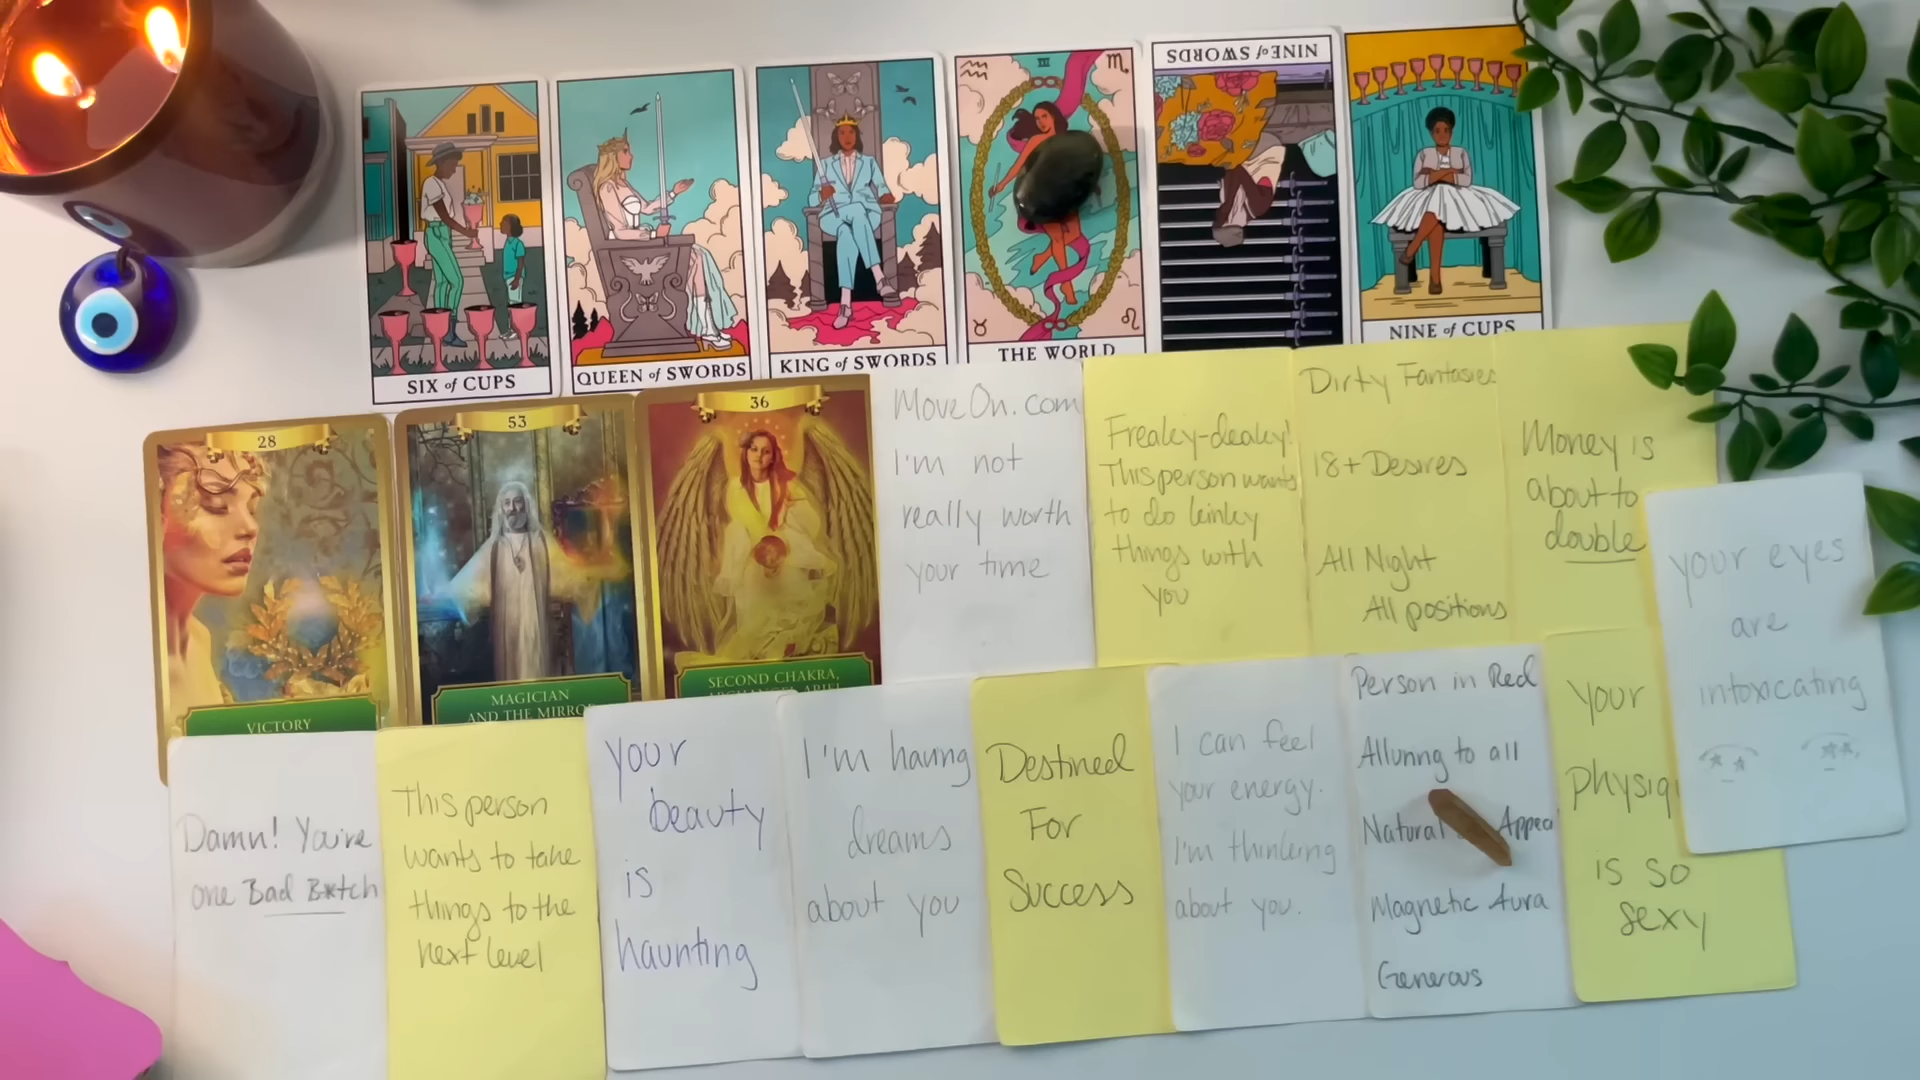 SIX of CUPS
QUEEN of SWORDS
KING of SWORDS
III
THE WORLD
NINE of SWORDS
NINE of CUPS
28
VICTORY
53
MAGICIAN
AND THE MIRROR
36
SECOND CHAKRA,
ARCHANGEL ARIEL
MoveOn.com
I'm not
really worth
your time
Freaky-deaky!
This person wants
to do kinky
things with
you
Dirty Fantasies
18+ Desires
All Night
All positions
Money is
about to
double
your eyes
are
intoxicating
Damn! You're
one Bad B*tch
This person
wants to take
things to the
next level
your
beauty
is
haunting
I'm having
dreams
about you
Destined
For
Success
I can feel
your energy.
I'm thinking
about you.
Person in Red
Alluring to all
Natural Appeal
Magnetic Aura
Generous
Your
Physiq
is so
sexy